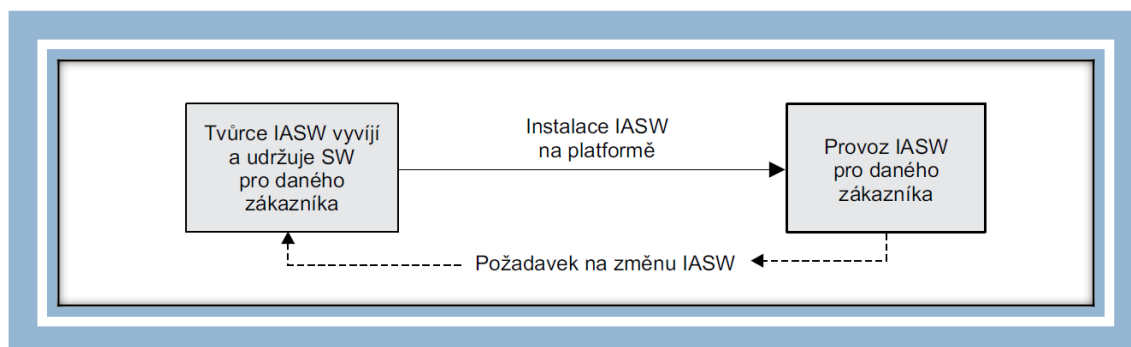 Tvůrce IASW vyvíjí
a udržuje SW
pro daného
zákazníka
Instalace IASW
na platformě
Provoz IASW
pro daného
zákazníka
Požadavek na změnu IASW